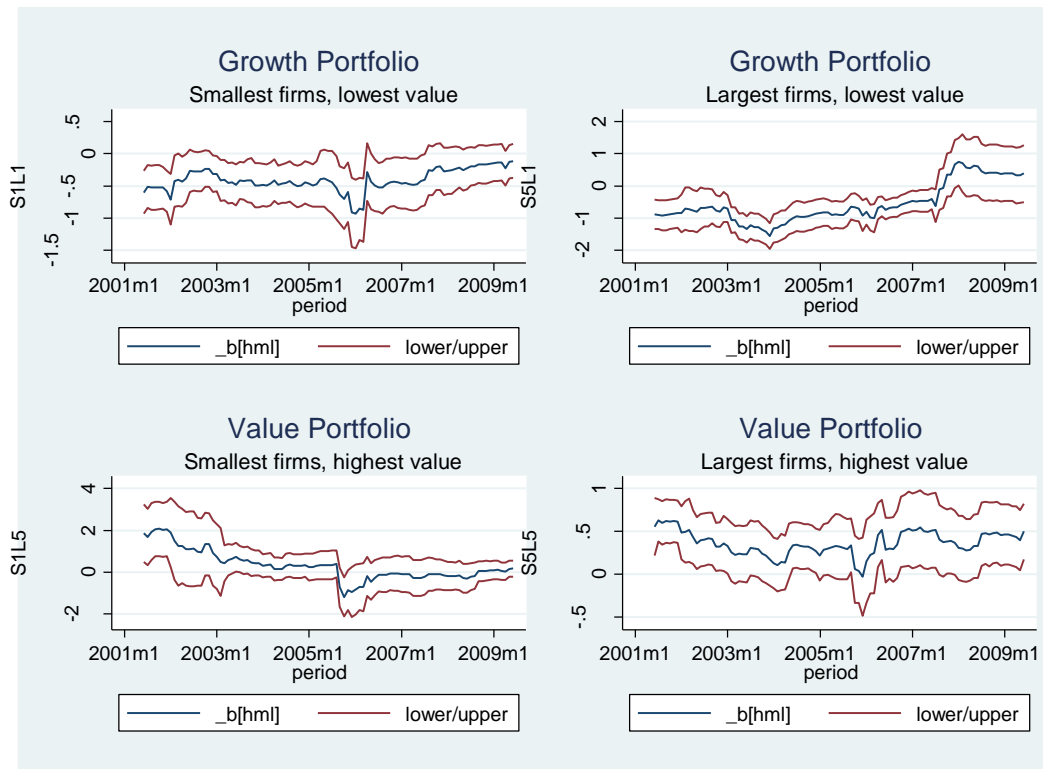 Growth Portfolio
Smallest firms, lowest value
S1L1
.5
0
-.5
-1
-1.5
2001m1 2003m1 2005m1 2007m1 2009m1
period
_b[hml] lower/upper
Growth Portfolio
Largest firms, lowest value
S5L1
2
1
0
-1
-2
2001m1 2003m1 2005m1 2007m1 2009m1
period
_b[hml] lower/upper
Value Portfolio
Smallest firms, highest value
S1L5
4
2
0
-2
2001m1 2003m1 2005m1 2007m1 2009m1
period
_b[hml] lower/upper
Value Portfolio
Largest firms, highest value
S5L5
1
.5
0
-.5
2001m1 2003m1 2005m1 2007m1 2009m1
period
_b[hml] lower/upper